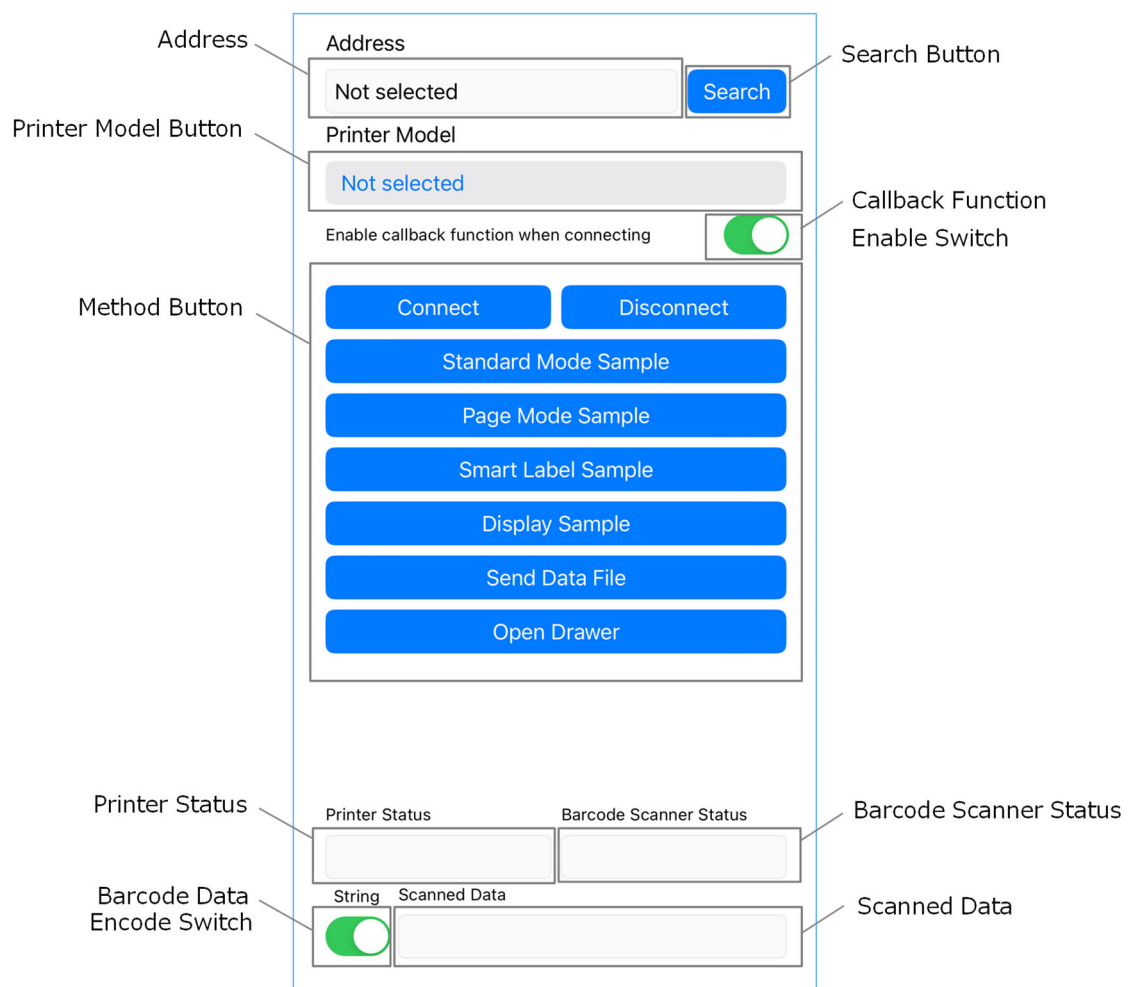 Address
Address
Search Button
Not selected
Search
Printer Model Button
Printer Model
Not selected
Callback Function
Enable Switch
Enable callback function when connecting
Method Button
Connect
Disconnect
Standard Mode Sample
Page Mode Sample
Smart Label Sample
Display Sample
Send Data File
Open Drawer
Printer Status
Printer Status
Barcode Scanner Status
Barcode Scanner Status
Barcode Data
Encode Switch
String
Scanned Data
Scanned Data